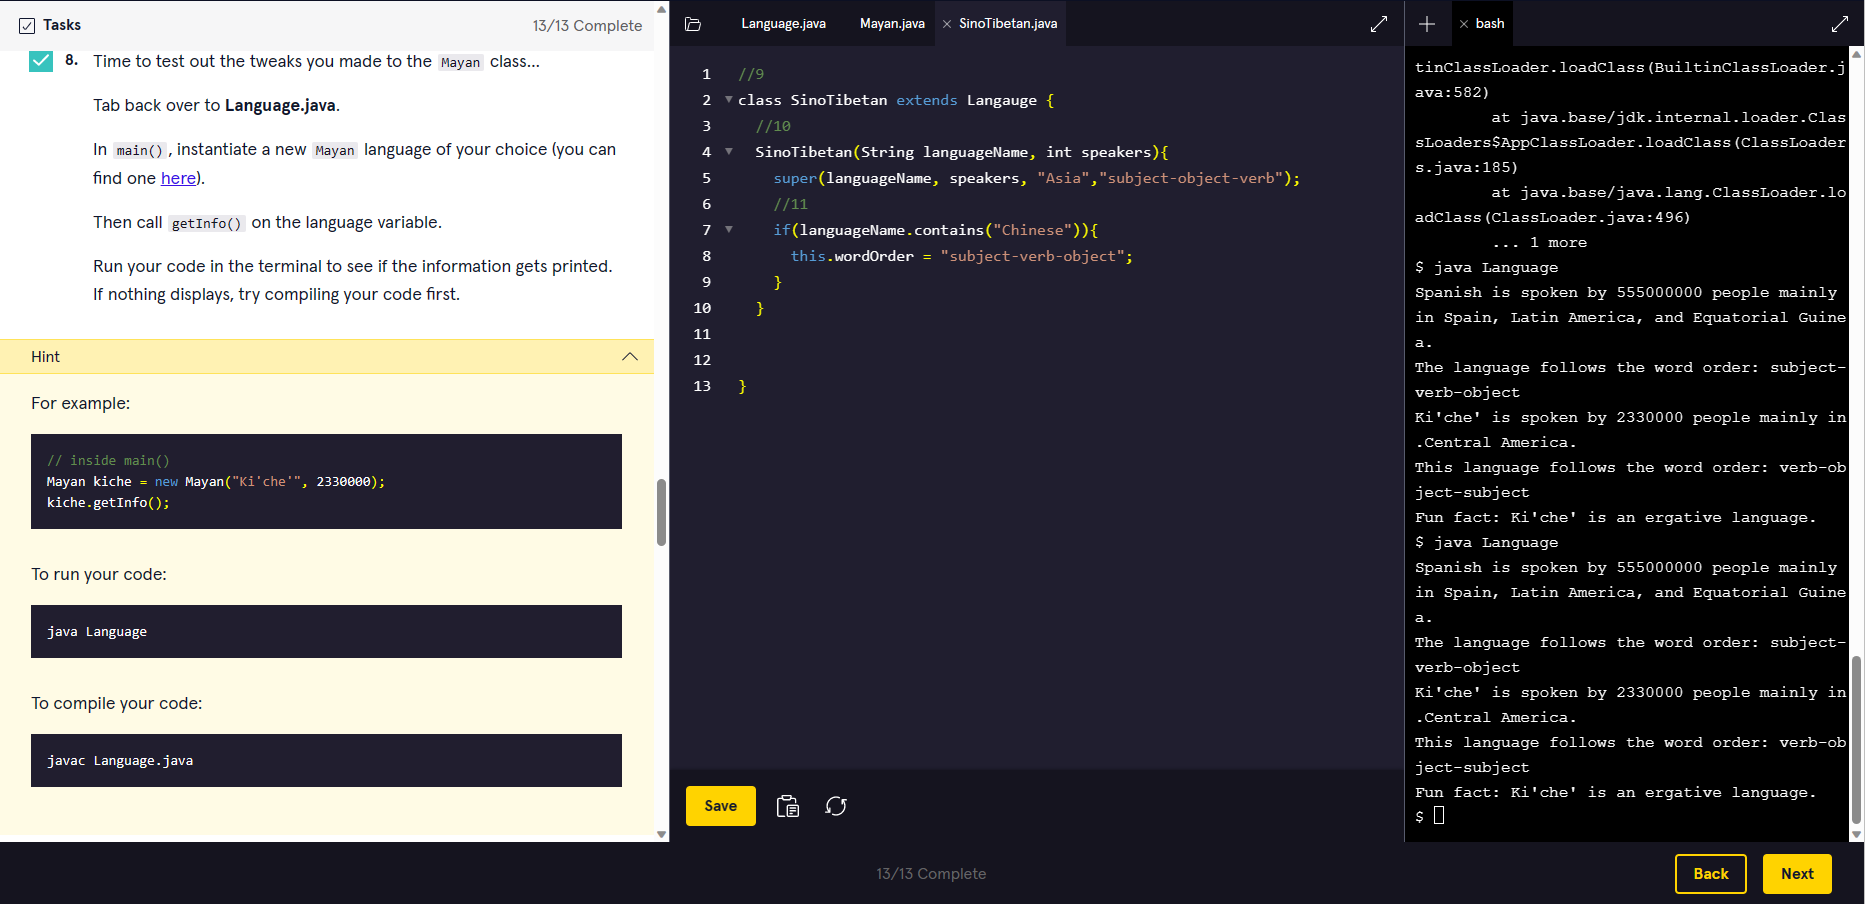 Tasks
13/13 Complete
8. Time to test out the tweaks you made to the Mayan class...
Tab back over to Language.java.
In main(), instantiate a new Mayan language of your choice (you can
find one here).
Then call getInfo() on the language variable.
Run your code in the terminal to see if the information gets printed.
If nothing displays, try compiling your code first.
Hint
For example:
// inside main()
Mayan kiche = new Mayan("Ki'che'", 2330000);
kiche.getInfo();
To run your code:
java Language
To compile your code:
javac Language.java
Language.java
Mayan.java
SinoTibetan.java
1 //9
2 class SinoTibetan extends Langauge {
3 //10
4 SinoTibetan(String languageName, int speakers){
5 super(languageName, speakers, "Asia","subject-object-verb");
6 //11
7 if(languageName.contains("Chinese")){
8 this.wordOrder = "subject-verb-object";
9 }
10 }
11
12
13 }
Save
bash
tinClassLoader.loadClass(BuiltinClassLoader.j
ava:582)
at java.base/jdk.internal.loader.Clas
sLoaders$AppClassLoader.loadClass(ClassLoader
s.java:185)
at java.base/java.lang.ClassLoader.lo
adClass(ClassLoader.java:496)
... 1 more
$ java Language
Spanish is spoken by 555000000 people mainly
in Spain, Latin America, and Equatorial Guine
a.
The language follows the word order: subject-
verb-object
Ki'che' is spoken by 2330000 people mainly in
.Central America.
This language follows the word order: verb-ob
ject-subject
Fun fact: Ki'che' is an ergative language.
$ java Language
Spanish is spoken by 555000000 people mainly
in Spain, Latin America, and Equatorial Guine
a.
The language follows the word order: subject-
verb-object
Ki'che' is spoken by 2330000 people mainly in
.Central America.
This language follows the word order: verb-ob
ject-subject
Fun fact: Ki'che' is an ergative language.
$
13/13 Complete
Back
Next